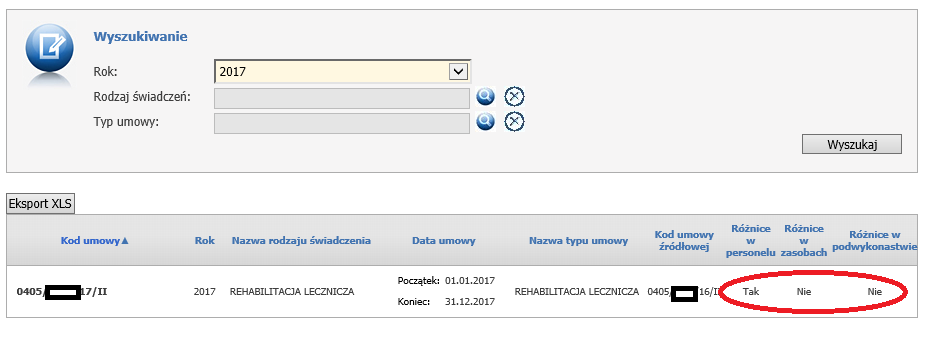 Wyszukiwanie
Rok:
2017
Rodzaj świadczeń:
Typ umowy:
Wyszukaj
Eksport XLS
Kod umowy▲ Rok Nazwa rodzaju świadczenia Data umowy Nazwa typu umowy Kod umowy źródłowej Różnice w personelu Różnice w zasobach Różnice w podwykonastwie
0405/ 17/II 2017 REHABILITACJA LECZNICZA Początek: 01.01.2017 REHABILITACJA LECZNICZA 0405/ 16/II Tak Nie Nie
Koniec: 31.12.2017